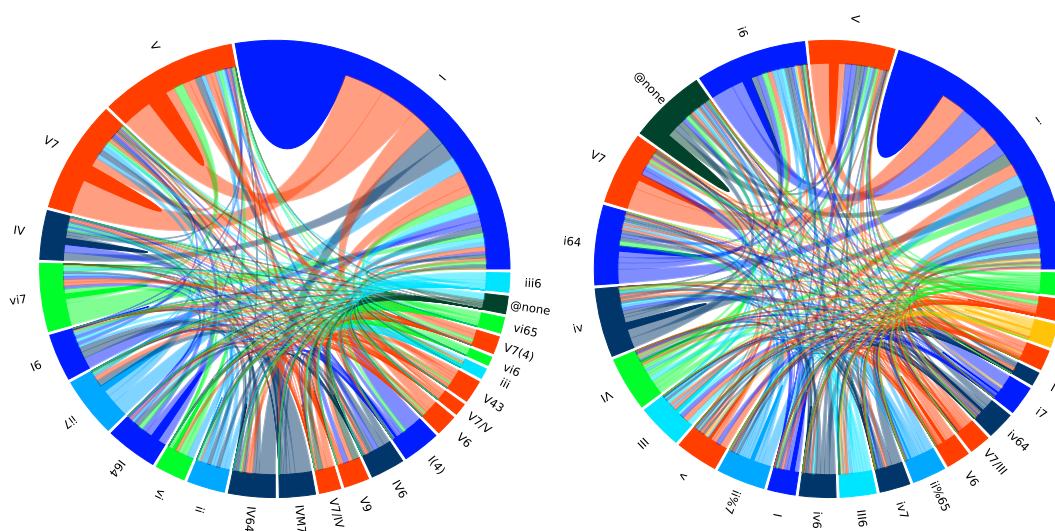 I
V
V7
IV
vi7
I6
ii7
I64
vi
ii
IV64
IVM7
V7/IV
V9
IV6
I(4)
V6
V7/V
V43
iii
vi6
V7(4)
vi65
@none
iii6
i
V
i6
@none
V7
i64
iv
VI
III
v
ii%7
I
iv6
III6
iv7
ii%65
V6
V7/III
iv64
i7